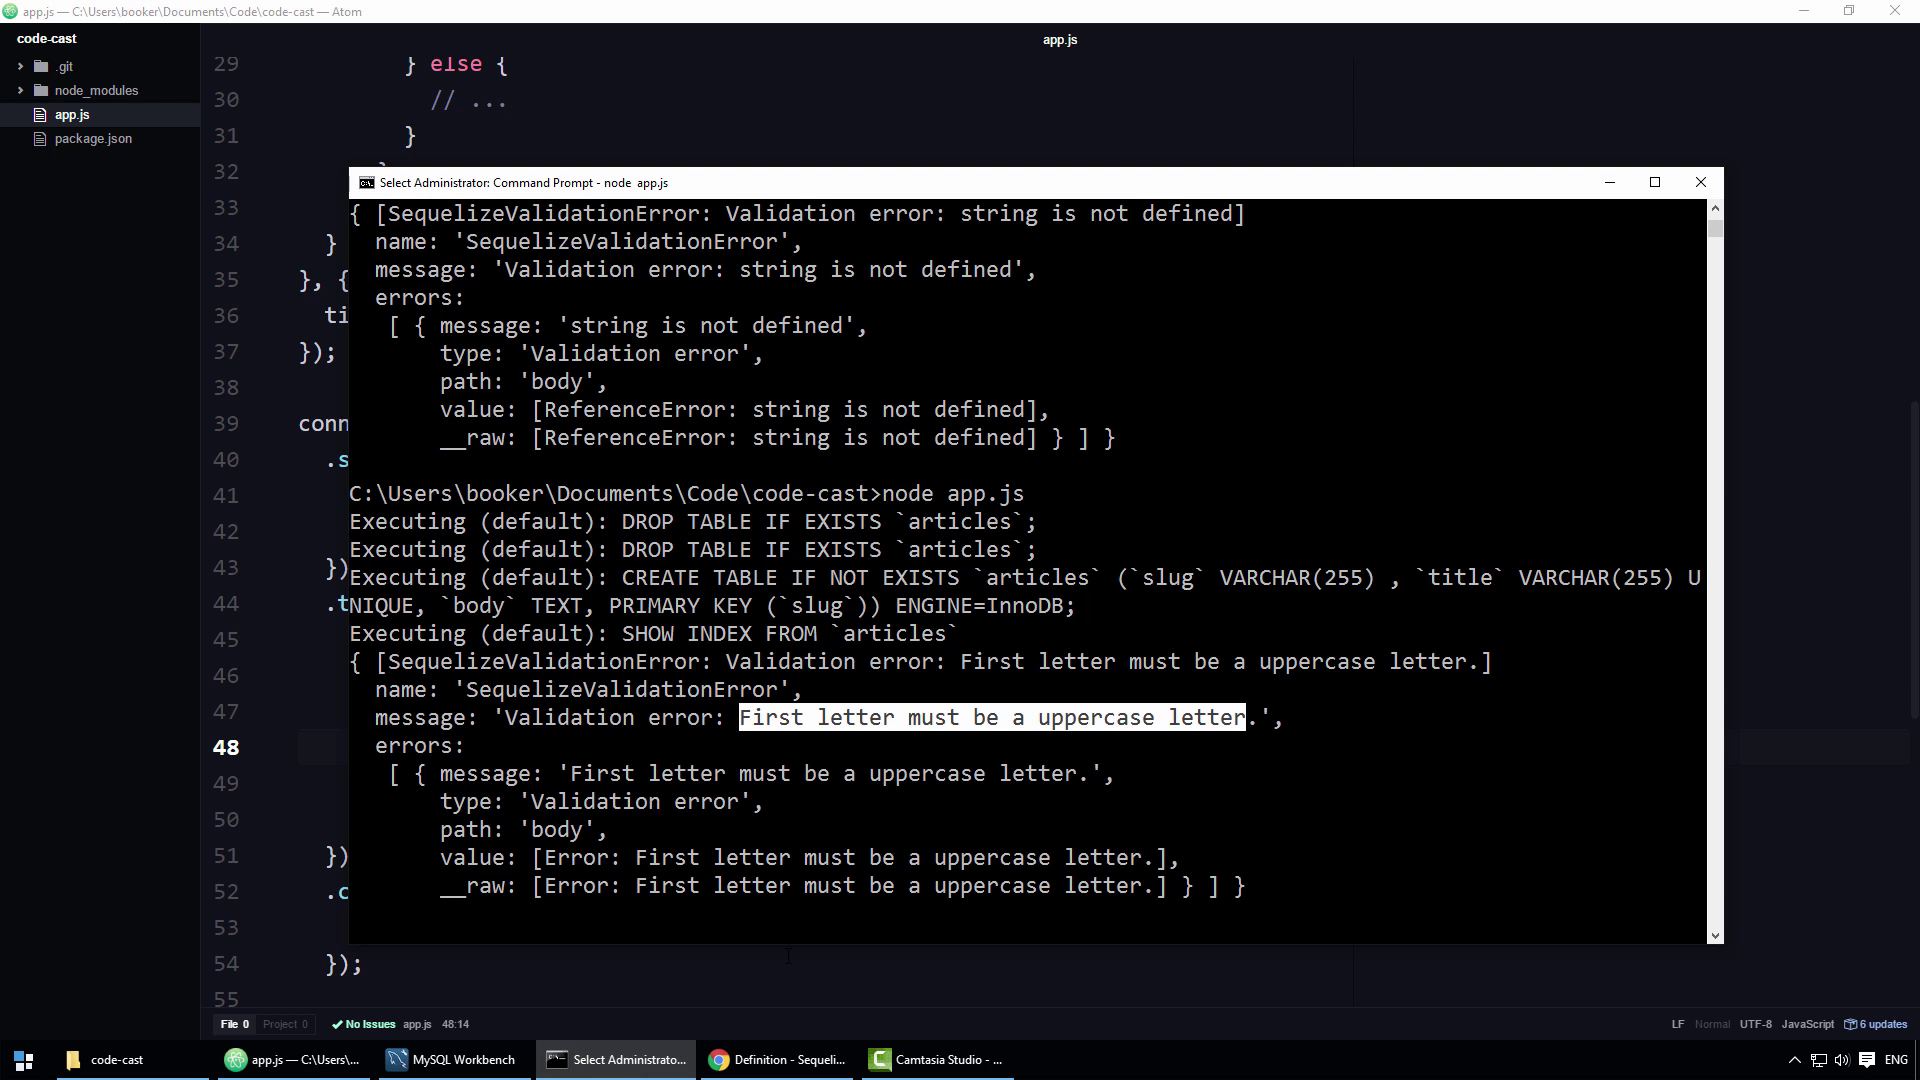 app.js — C:\Users\booker\Documents\Code\code-cast — Atom
code-cast
app.js
.git
node_modules
app.js
package.json
29 } else {
30 // ...
31 }
32
33
34 }
35 }, {
36 ti
37 });
38
39 conn
40 .s
41
42
43 })
44 .t
45
46
47
48
49
50
51 })
52 .c
53
54 });
55
Select Administrator: Command Prompt - node app.js
{ [SequelizeValidationError: Validation error: string is not defined]
name: 'SequelizeValidationError',
message: 'Validation error: string is not defined',
errors:
[ { message: 'string is not defined',
type: 'Validation error',
path: 'body',
value: [ReferenceError: string is not defined],
__raw: [ReferenceError: string is not defined] } ] }
C:\Users\booker\Documents\Code\code-cast>node app.js
Executing (default): DROP TABLE IF EXISTS `articles`;
Executing (default): DROP TABLE IF EXISTS `articles`;
Executing (default): CREATE TABLE IF NOT EXISTS `articles` (`slug` VARCHAR(255) , `title` VARCHAR(255) U
NIQUE, `body` TEXT, PRIMARY KEY (`slug`)) ENGINE=InnoDB;
Executing (default): SHOW INDEX FROM `articles`
{ [SequelizeValidationError: Validation error: First letter must be a uppercase letter.]
name: 'SequelizeValidationError',
message: 'Validation error: First letter must be a uppercase letter.',
errors:
[ { message: 'First letter must be a uppercase letter.',
type: 'Validation error',
path: 'body',
value: [Error: First letter must be a uppercase letter.],
__raw: [Error: First letter must be a uppercase letter.] } ] }
File 0 Project 0 No Issues app.js 48:14 LF Normal UTF-8 JavaScript 6 updates
code-cast app.js — C:\Users\... MySQL Workbench Select Administrato... Definition - Sequeli... Camtasia Studio - ... ENG